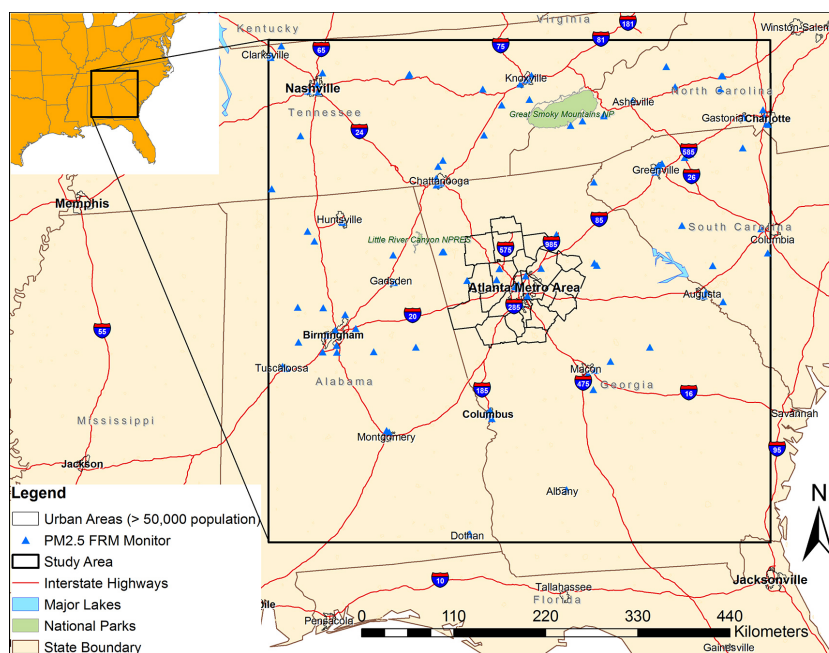 Kentucky
Virginia
181
Clarksville
65
75
81
Winston-Salem
Nashville
Knoxville
Tennessee
Asheville
North Carolina
Great Smoky Mountains NP
Gastonia
Charlotte
24
585
Chattanooga
Greenville
26
Memphis
Huntsville
85
South Carolina
Little River Canyon NPRES
575
985
Columbia
Gadsden
Atlanta Metro Area
Augusta
285
20
55
Birmingham
Tuscaloosa
Macon
Alabama
185
475
Georgia
16
Mississippi
Columbus
Savannah
Montgomery
95
Jackson
Albany
N
Dothan
Legend
Urban Areas (> 50,000 population)
PM2.5 FRM Monitor
Study Area
Interstate Highways
Major Lakes
National Parks
State Boundary
10
Tallahassee
Jacksonville
Florida
Pensacola
0 110 220 330 440
Kilometers
Gainesville